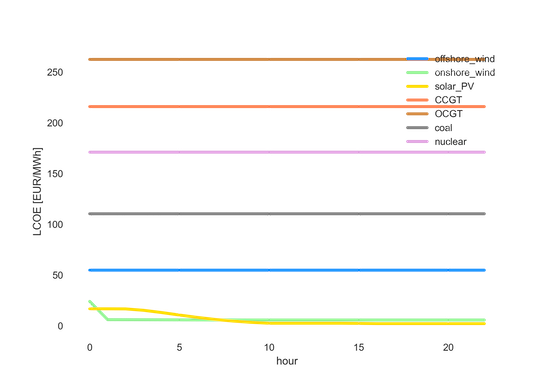 offshore_wind
250
onshore_wind
solar_PV
CCGT
200
OCGT
coal
nuclear
150
LCOE [EUR/MWh]
100
50
0
0 5 10 15 20
hour